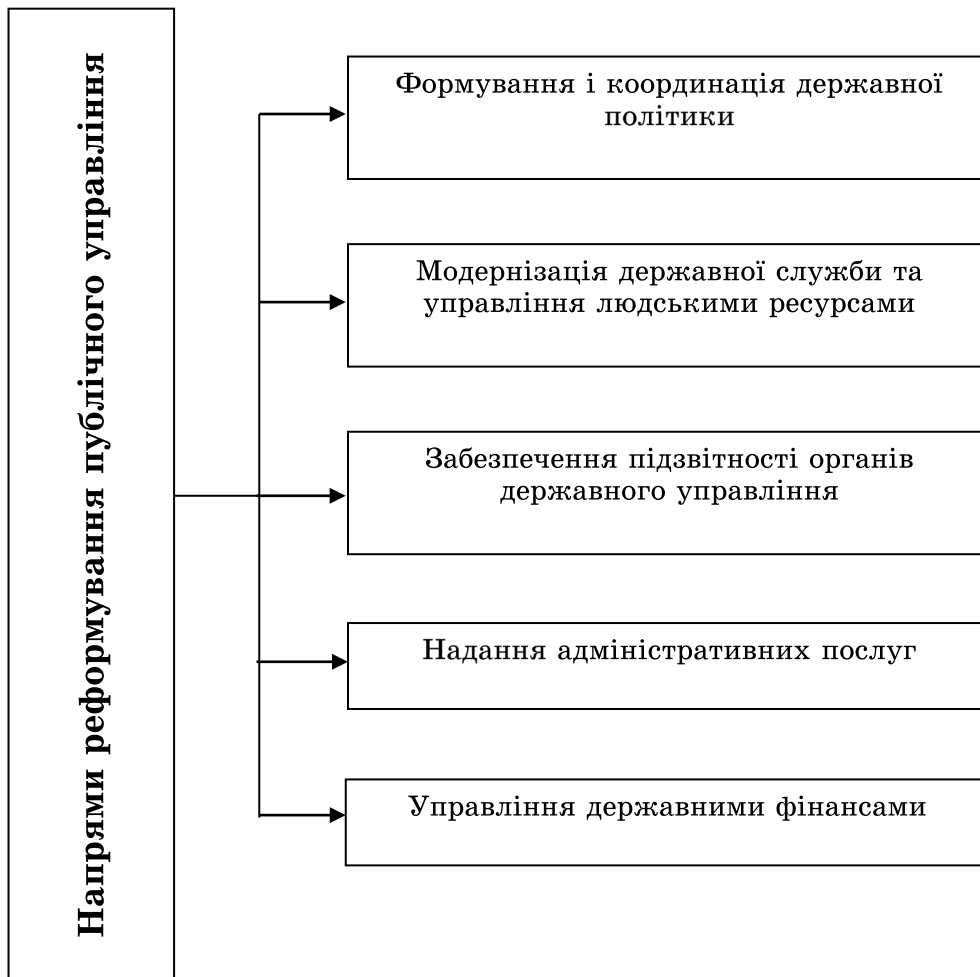 Напрями реформування публічного управління
Формування і координація державної
політики
Модернізація державної служби та
управління людськими ресурсами
Забезпечення підзвітності органів
державного управління
Надання адміністративних послуг
Управління державними фінансами